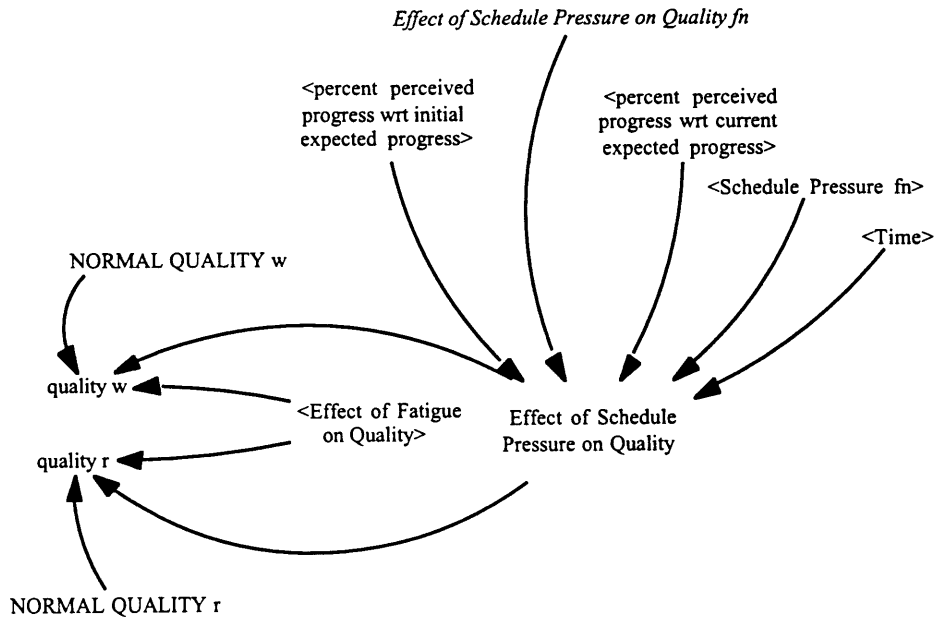 Effect of Schedule Pressure on Quality fn
<percent perceived
progress wrt initial
expected progress>
<percent perceived
progress wrt current
expected progress>
<Schedule Pressure fn>
<Time>
NORMAL QUALITY w
quality w
<Effect of Fatigue
on Quality>
Effect of Schedule
Pressure on Quality
quality r
NORMAL QUALITY r